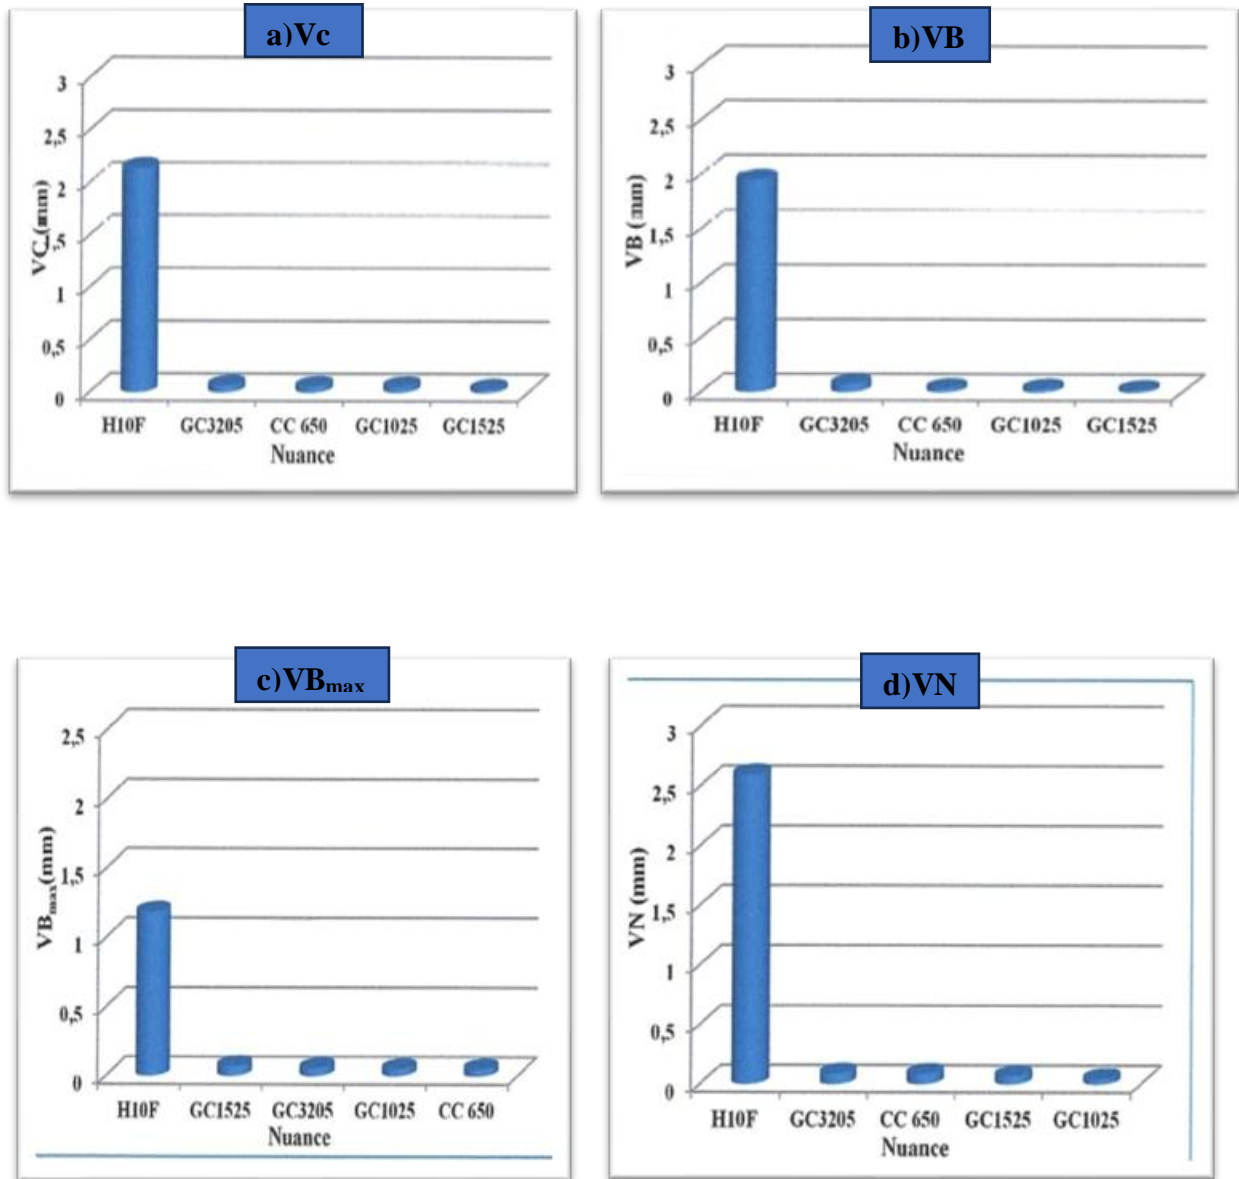 a)Vc
3
2,5
2
1,5
1
0,5
0
VC (mm)
H10F GC3205 CC 650 GC1025 GC1525
Nuance
b)VB
3
2,5
2
1,5
1
0,5
0
VB (mm)
H10F GC3205 CC 650 GC1025 GC1525
Nuance
c)VBmax
2,5
2
1,5
1
0,5
0
VBmax(mm)
H10F GC1525 GC3205 GC1025 CC 650
Nuance
d)VN
3
2,5
2
1,5
1
0,5
0
VN (mm)
H10F GC3205 CC 650 GC1525 GC1025
Nuance